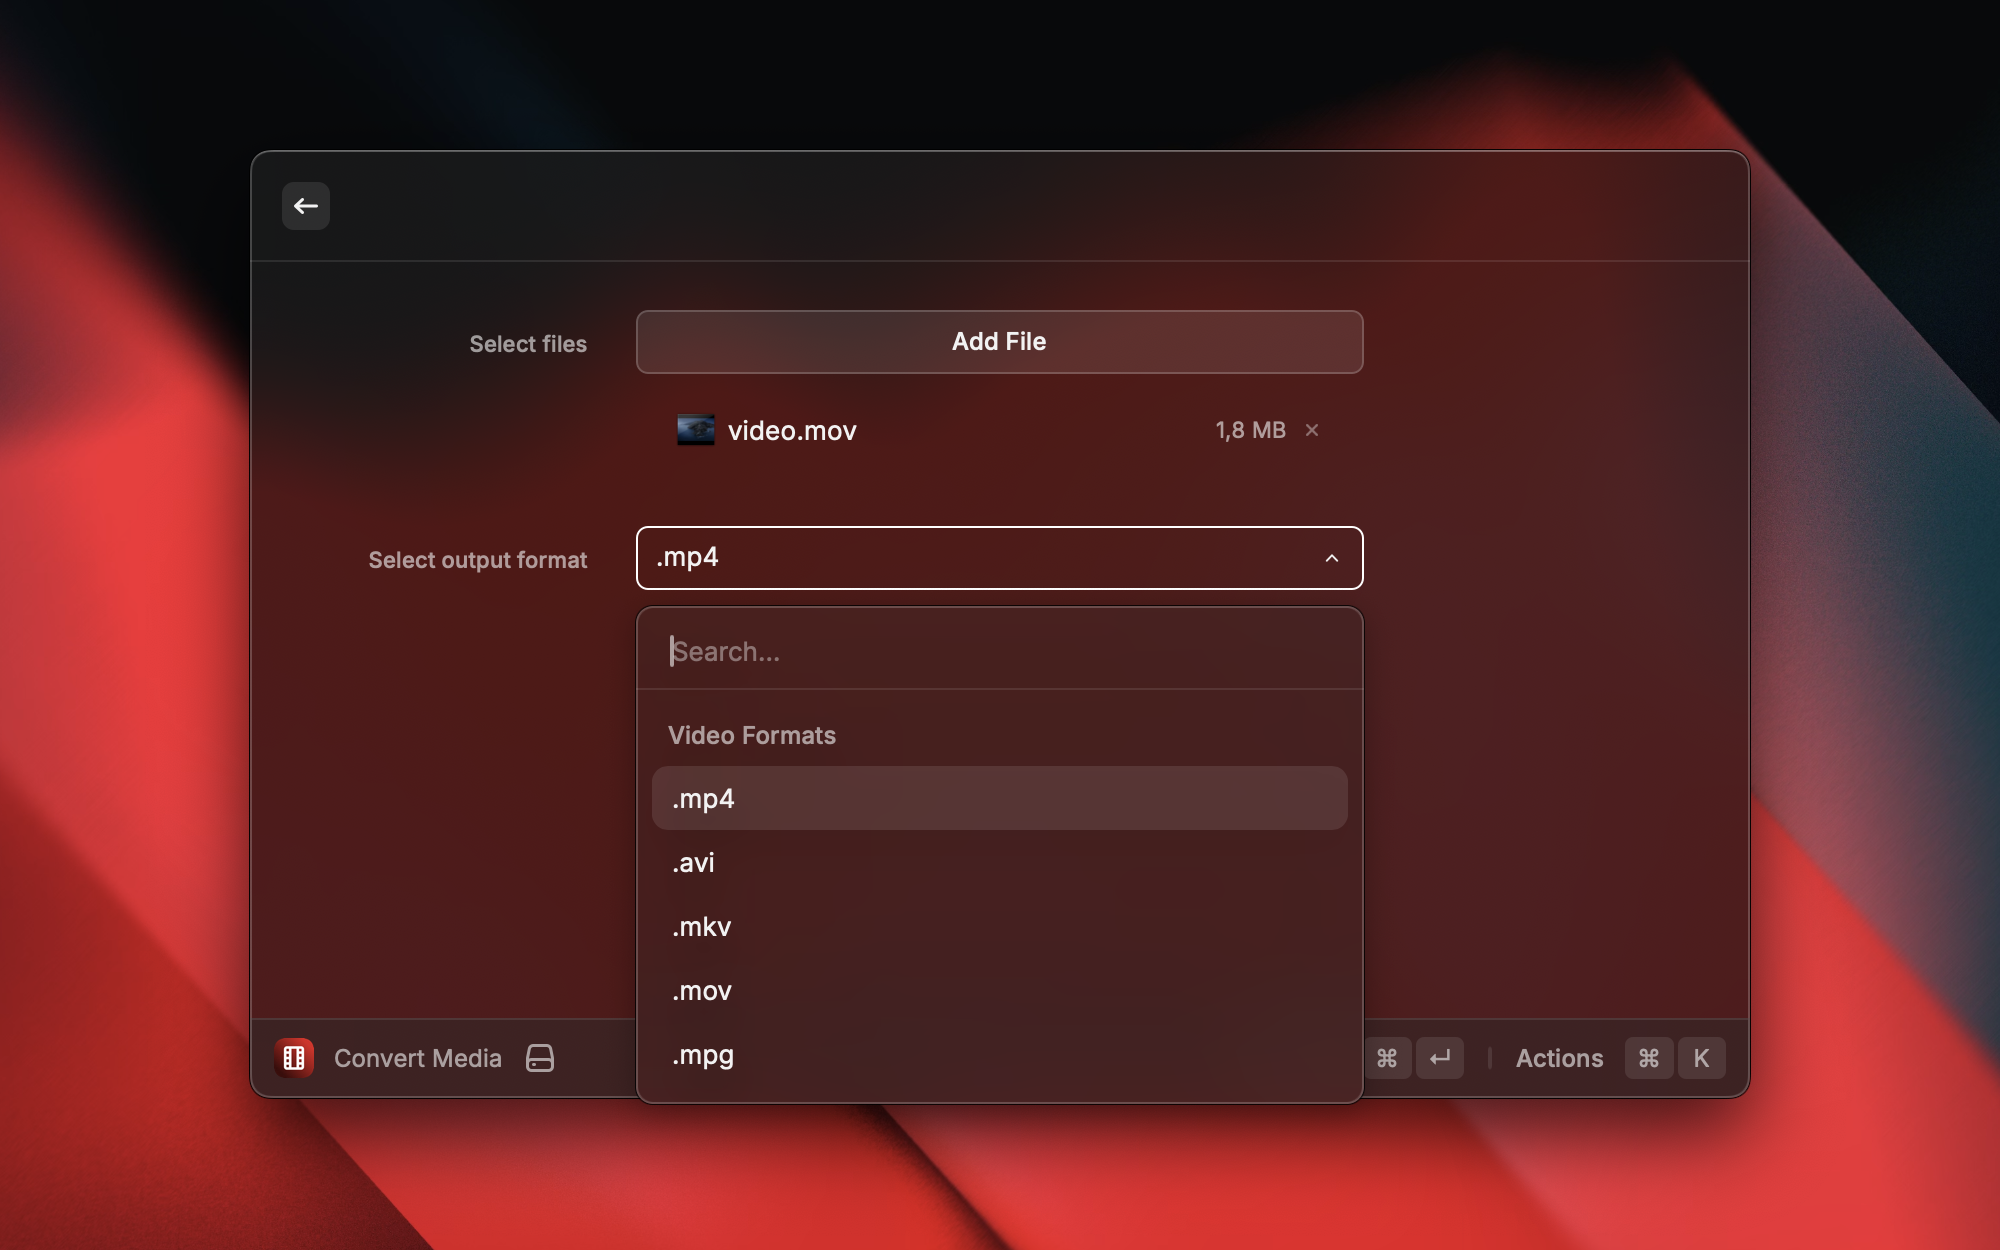 Select files
Add File
video.mov
1,8 MB ×
Select output format
.mp4
Search...
Video Formats
.mp4
.avi
.mkv
.mov
.mpg
Convert Media
⌘ ↵ | Actions ⌘ K